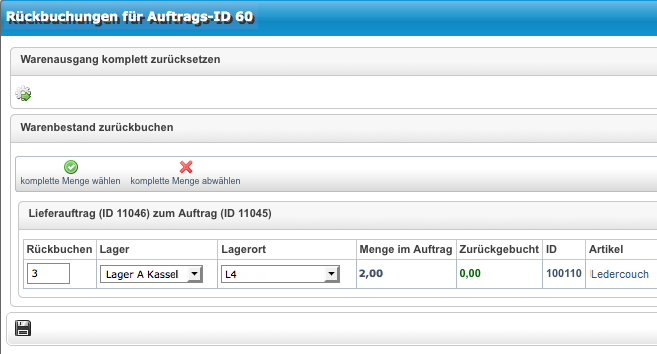 Rückbuchungen für Auftrags-ID 60
Warenausgang komplett zurücksetzen
Warenbestand zurückbuchen
komplette Menge wählen komplette Menge abwählen
Lieferauftrag (ID 11046) zum Auftrag (ID 11045)
Rückbuchen Lager Lagerort Menge im Auftrag Zurückgebucht ID Artikel
3 Lager A Kassel L4 2,00 0,00 100110 Ledercouch